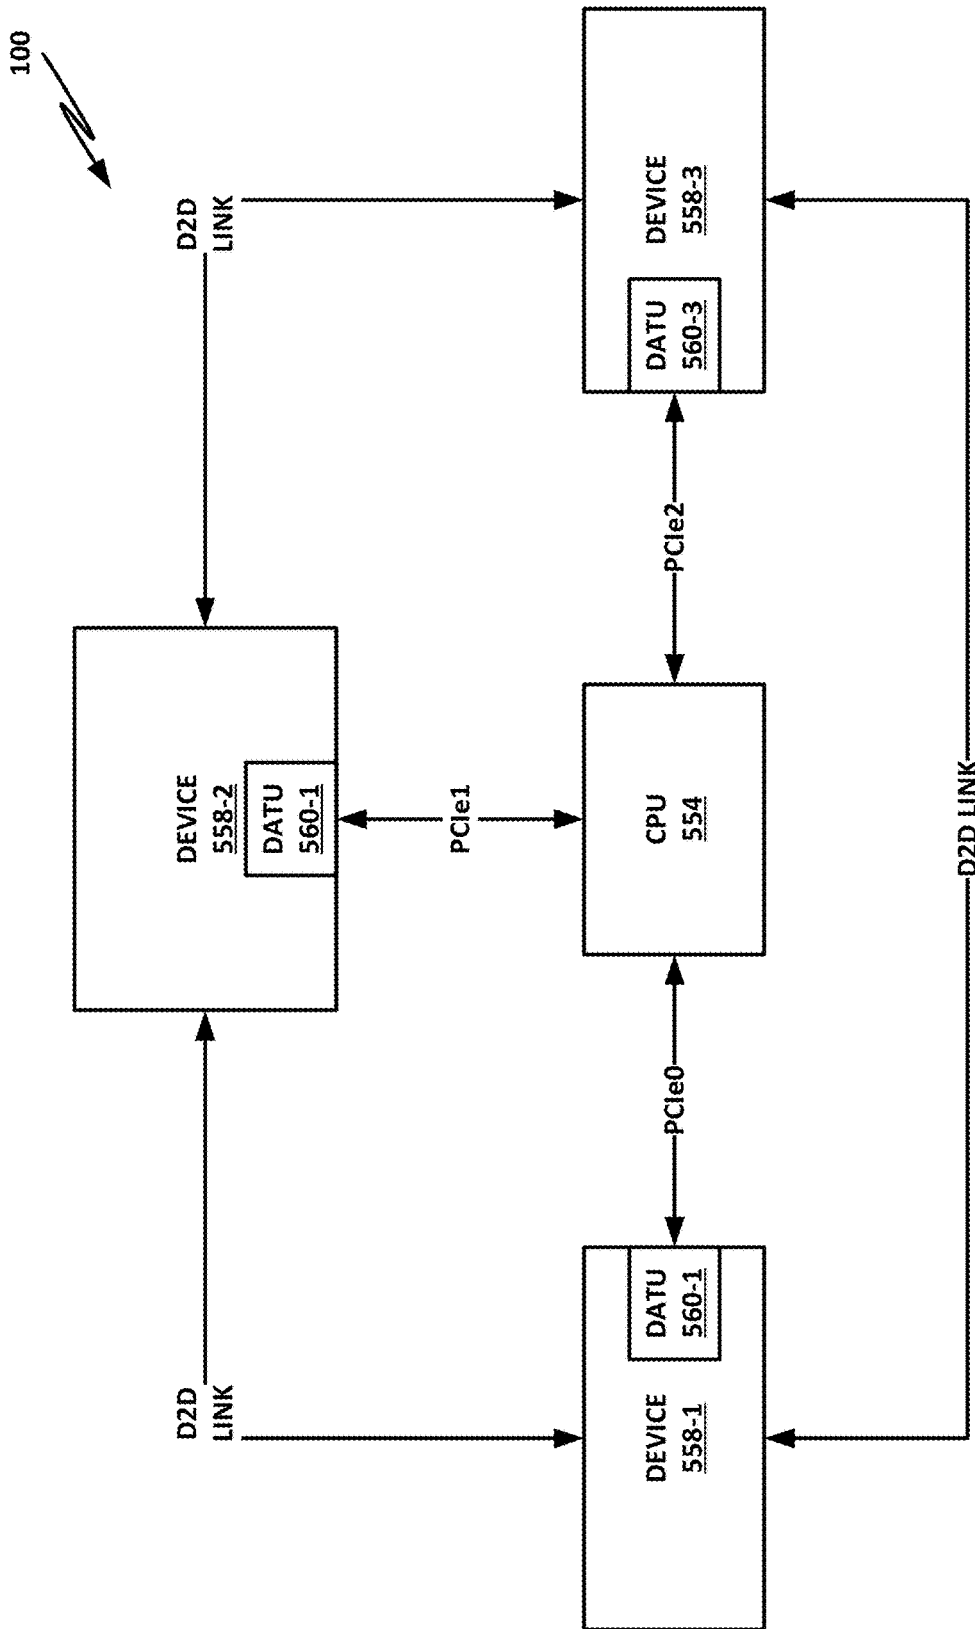 100
D2D
LINK
D2D
LINK
DEVICE
558-2
DATU
560-1
PCIe1
DEVICE
558-1
DATU
560-1
PCIe0
CPU
554
PCIe2
DATU
560-3
DEVICE
558-3
D2D LINK